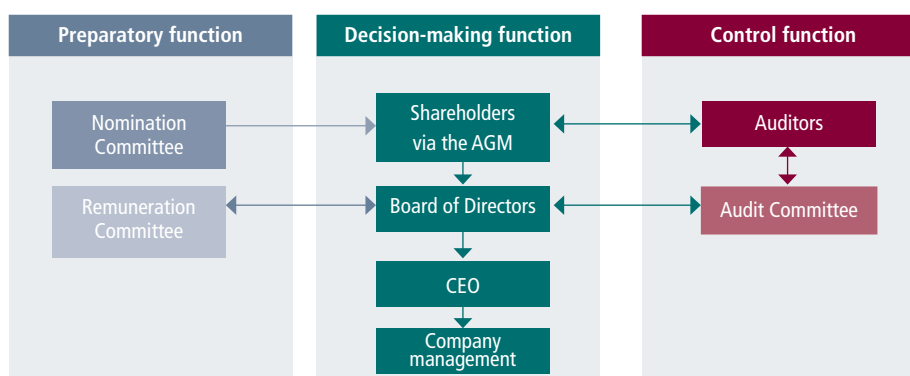 Preparatory function
Decision-making function
Control function
Nomination
Committee
Shareholders
via the AGM
Auditors
Remuneration
Committee
Board of Directors
Audit Committee
CEO
Company
management